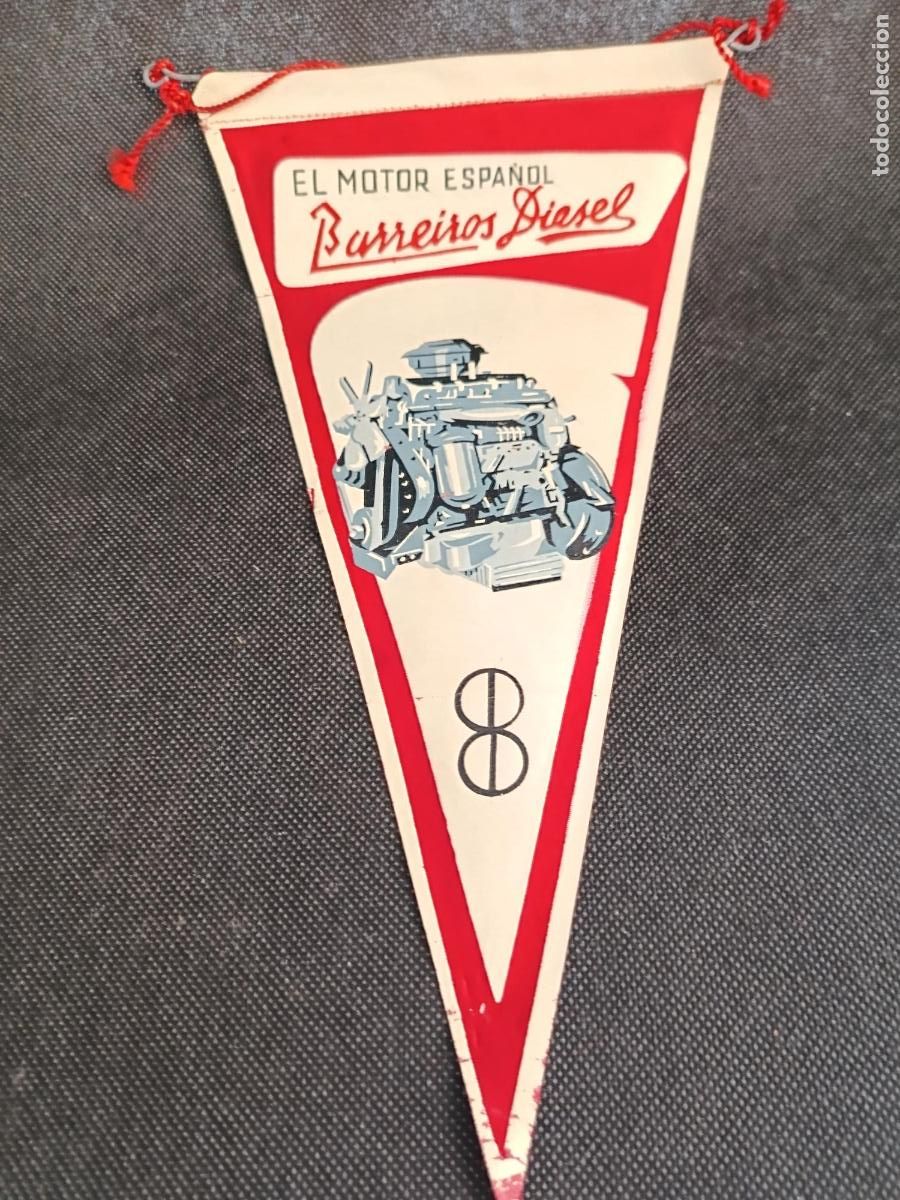 EL MOTOR ESPAÑOL
Barreiros Diesel
todocoleccion